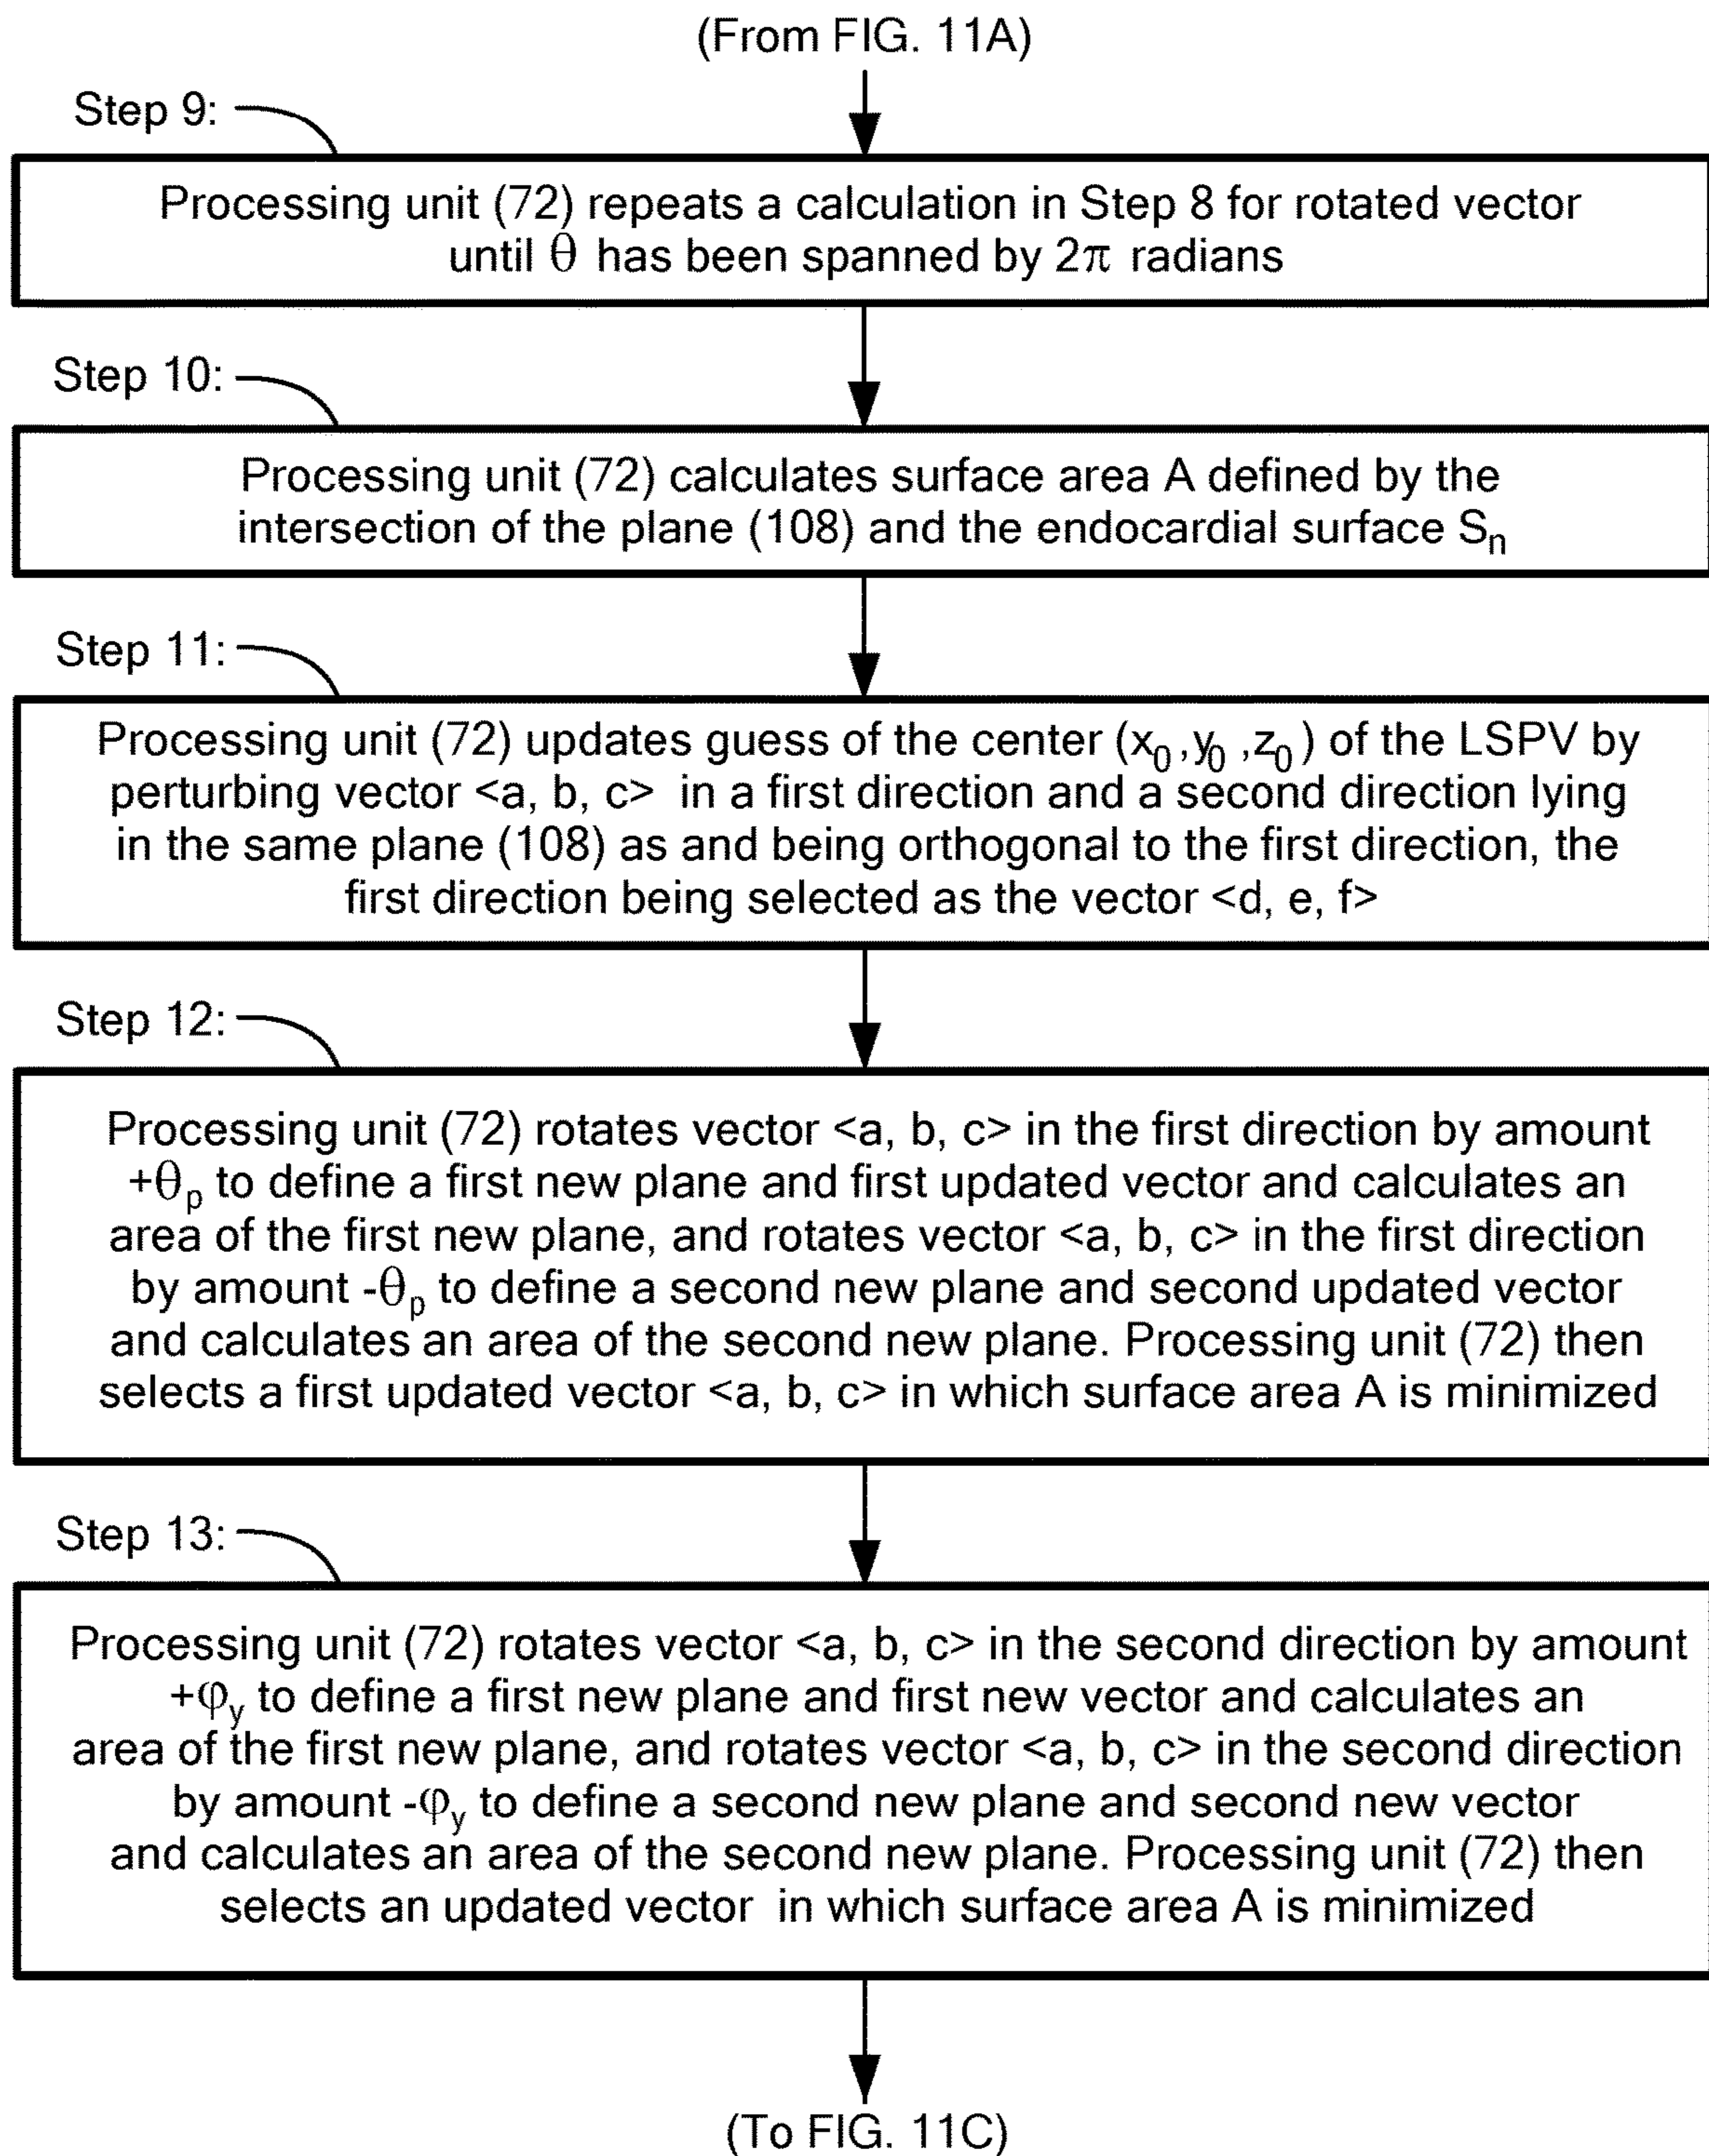 (From FIG. 11A)
Step 9:
Processing unit (72) repeats a calculation in Step 8 for rotated vector
until θ has been spanned by 2π radians
Step 10:
Processing unit (72) calculates surface area A defined by the
intersection of the plane (108) and the endocardial surface Sₙ
Step 11:
Processing unit (72) updates guess of the center (x₀,y₀ ,z₀) of the LSPV by
perturbing vector <a, b, c> in a first direction and a second direction lying
in the same plane (108) as and being orthogonal to the first direction, the
first direction being selected as the vector <d, e, f>
Step 12:
Processing unit (72) rotates vector <a, b, c> in the first direction by amount
+θₚ to define a first new plane and first updated vector and calculates an
area of the first new plane, and rotates vector <a, b, c> in the first direction
by amount -θₚ to define a second new plane and second updated vector
and calculates an area of the second new plane. Processing unit (72) then
selects a first updated vector <a, b, c> in which surface area A is minimized
Step 13:
Processing unit (72) rotates vector <a, b, c> in the second direction by amount
+φ_y to define a first new plane and first new vector and calculates an
area of the first new plane, and rotates vector <a, b, c> in the second direction
by amount -φ_y to define a second new plane and second new vector
and calculates an area of the second new plane. Processing unit (72) then
selects an updated vector in which surface area A is minimized
(To FIG. 11C)